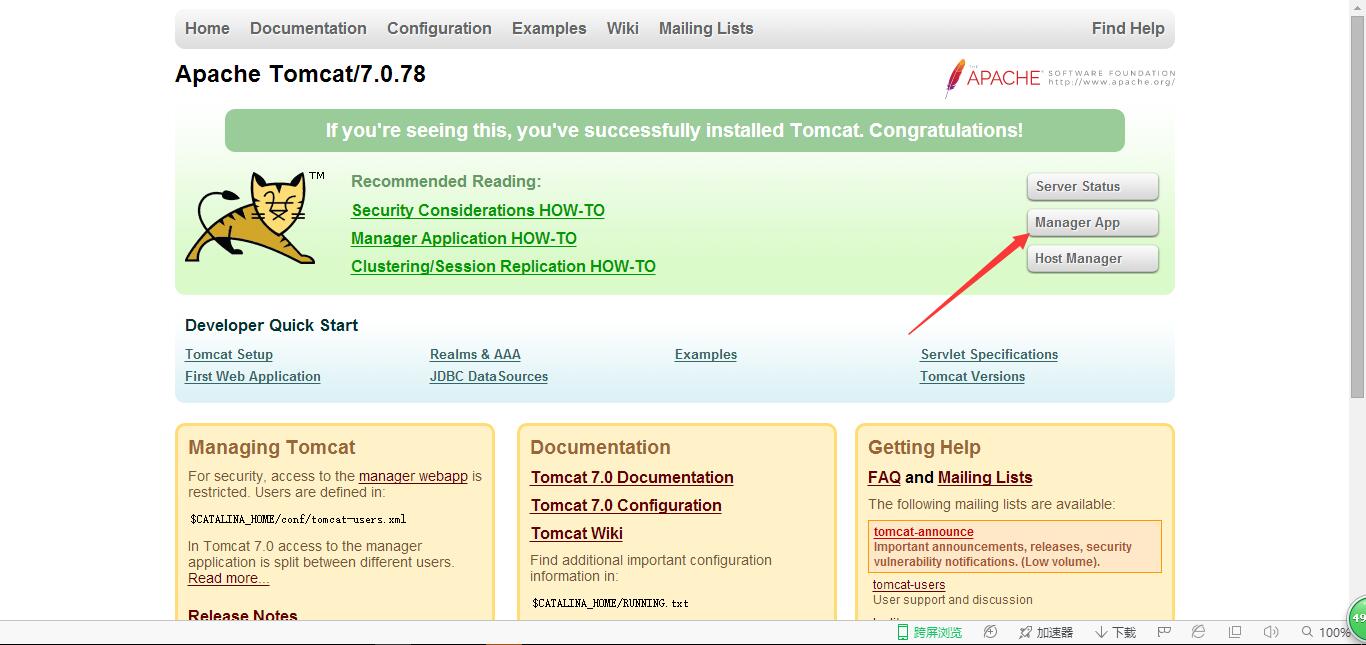 Home Documentation Configuration Examples Wiki Mailing Lists Find Help
Apache Tomcat/7.0.78
THE
APACHE SOFTWARE FOUNDATION
http://www.apache.org/
If you're seeing this, you've successfully installed Tomcat. Congratulations!
TM
Recommended Reading:
Security Considerations HOW-TO
Manager Application HOW-TO
Clustering/Session Replication HOW-TO
Server Status
Manager App
Host Manager
Developer Quick Start
Tomcat Setup
First Web Application
Realms & AAA
JDBC DataSources
Examples
Servlet Specifications
Tomcat Versions
Managing Tomcat
For security, access to the manager webapp is
restricted. Users are defined in:
$CATALINA_HOME/conf/tomcat-users.xml
In Tomcat 7.0 access to the manager
application is split between different users.
Read more...
Release Notes
Documentation
Tomcat 7.0 Documentation
Tomcat 7.0 Configuration
Tomcat Wiki
Find additional important configuration
information in:
$CATALINA_HOME/RUNNING.txt
Getting Help
FAQ and Mailing Lists
The following mailing lists are available:
tomcat-announce
Important announcements, releases, security
vulnerability notifications. (Low volume).
tomcat-users
User support and discussion
跨屏浏览 加速器 下载 100%
49